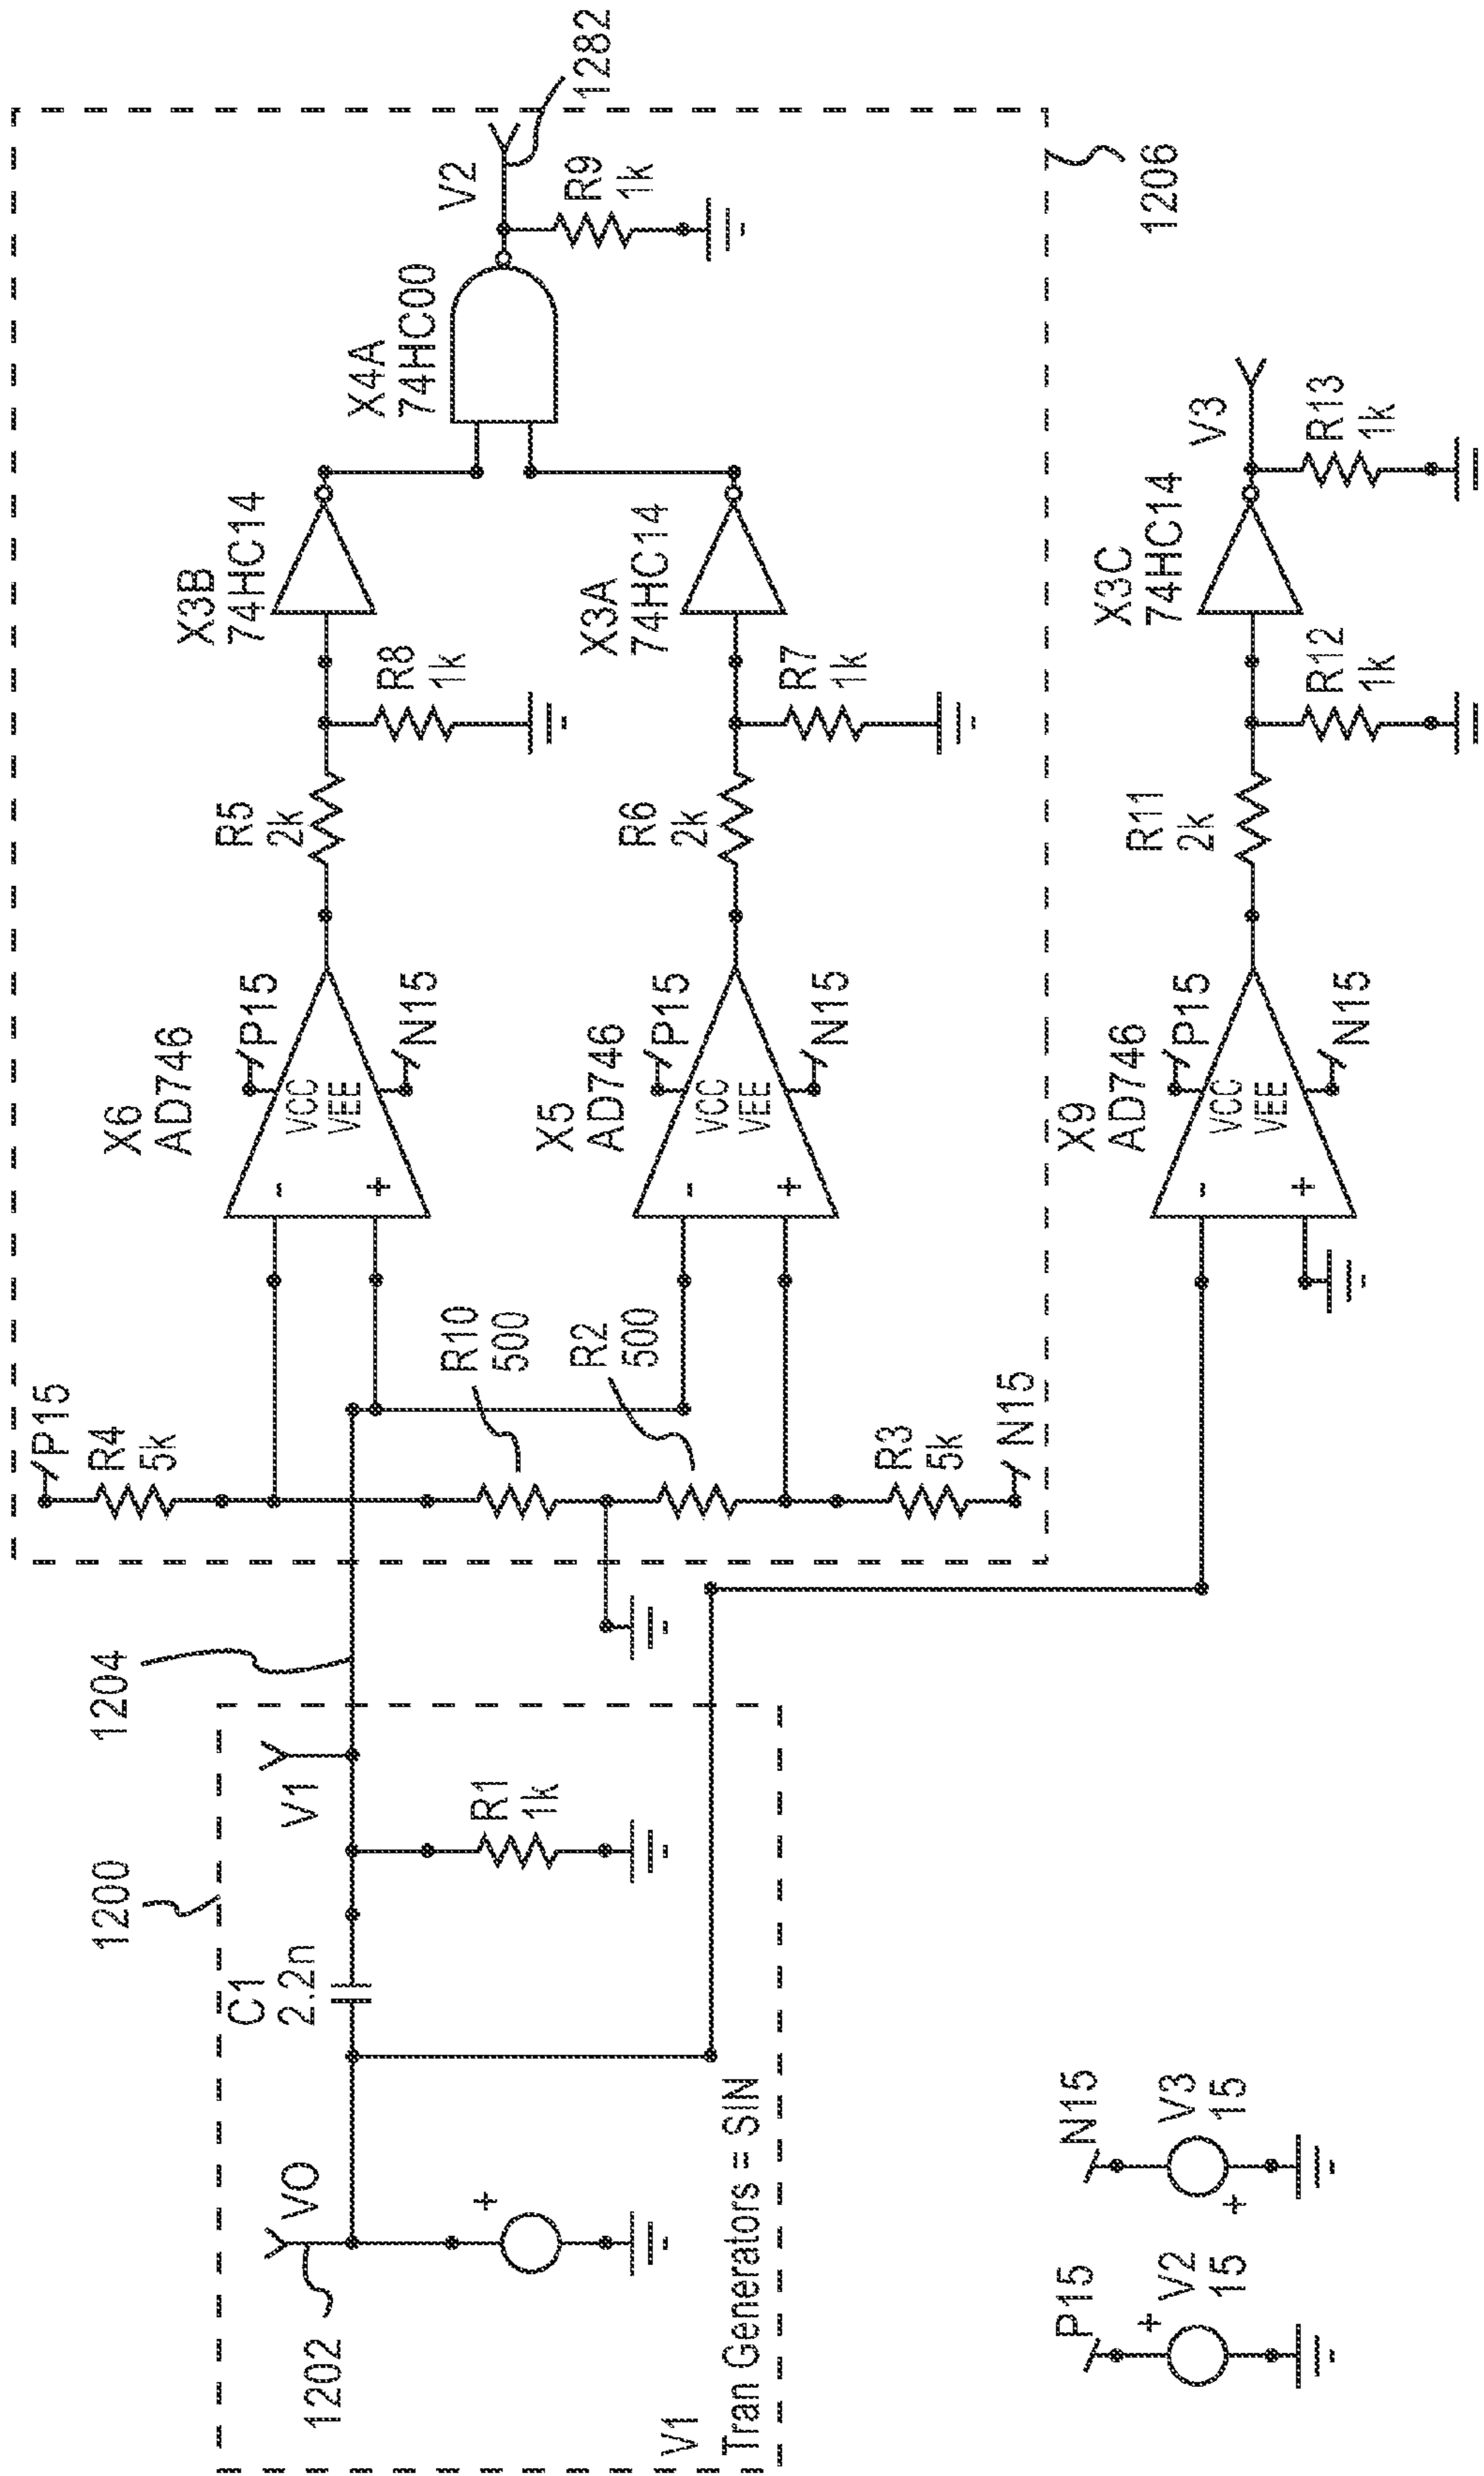 1202
VO
+
V1
Tran Generators = SIN
C1
2.2n
1200
V1
R1
1k
1204
P15
R4
5k
R10
500
R2
500
R3
5k
N15
X6
AD746
P15
VCC
VEE
N15
-
+
R5
2k
R8
1k
X3B
74HC14
X5
AD746
P15
VCC
VEE
N15
-
+
R6
2k
R7
1k
X3A
74HC14
X4A
74HC00
V2
R9
1k
1282
1206
X9
AD746
P15
VCC
VEE
N15
-
+
R11
2k
R12
1k
X3C
74HC14
V3
R13
1k
P15
+
V2
15
N15
+
V3
15